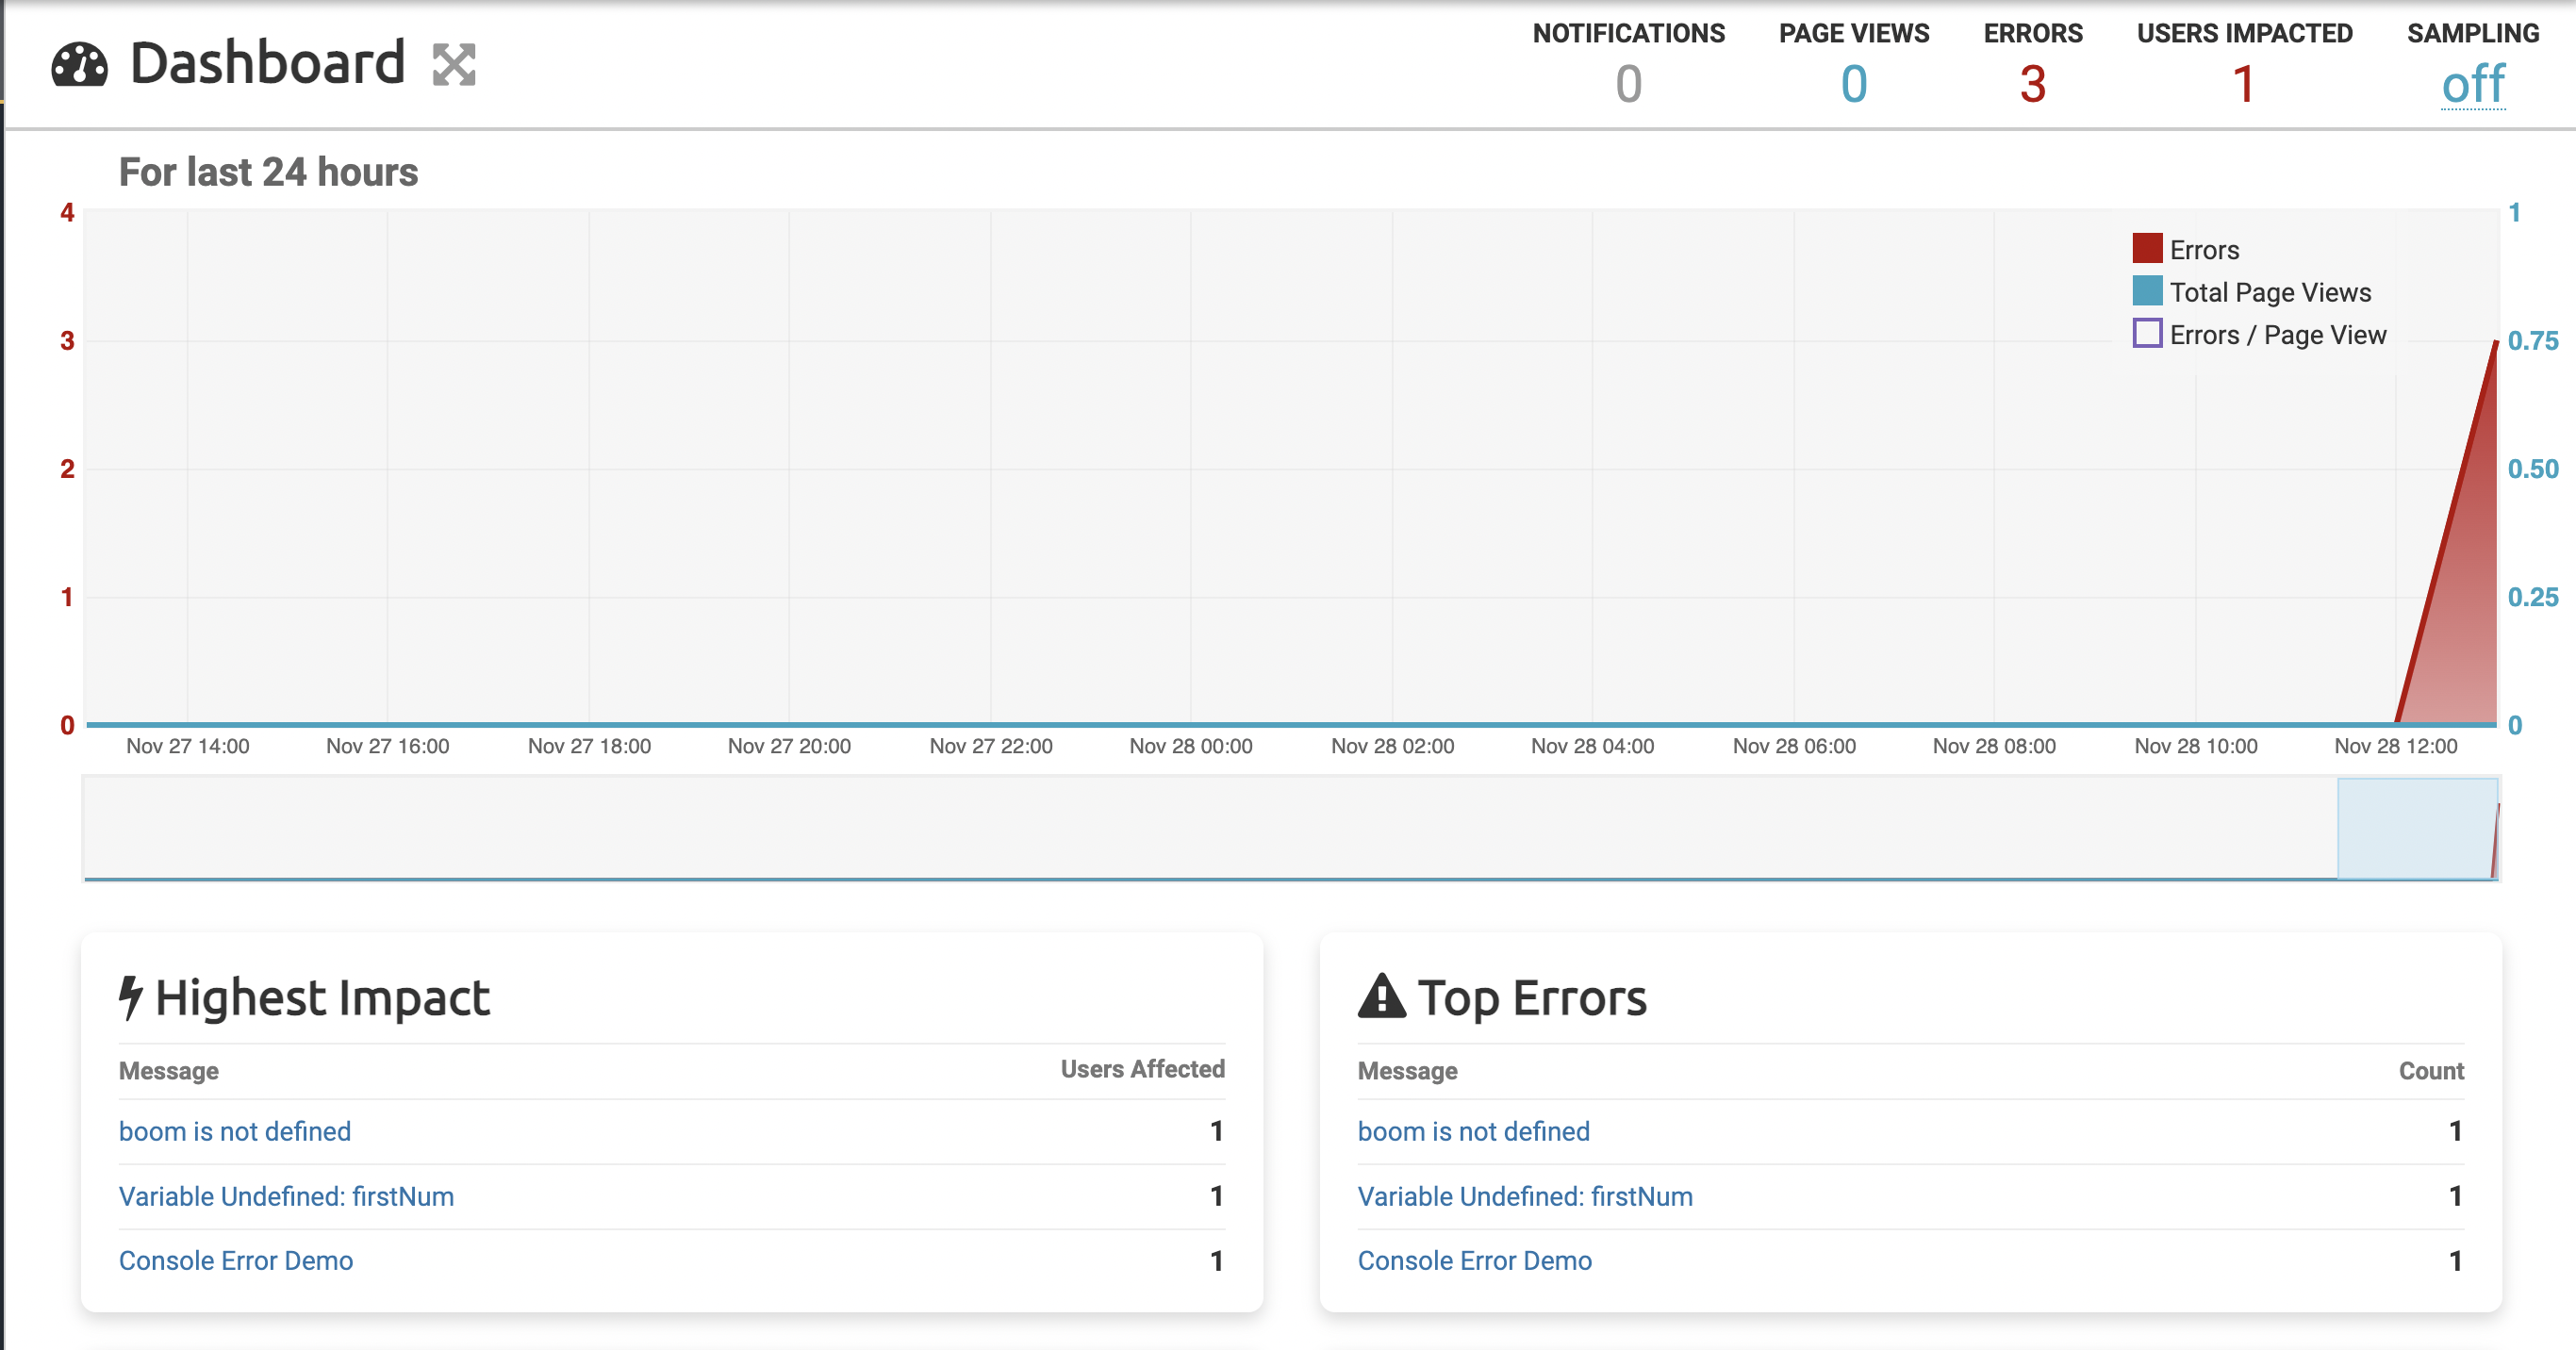 Dashboard
NOTIFICATIONS PAGE VIEWS ERRORS USERS IMPACTED SAMPLING
0 0 3 1 off
For last 24 hours
4 1
Errors
Total Page Views
Errors / Page View
3 0.75
2 0.50
1 0.25
0 0
Nov 27 14:00 Nov 27 16:00 Nov 27 18:00 Nov 27 20:00 Nov 27 22:00 Nov 28 00:00 Nov 28 02:00 Nov 28 04:00 Nov 28 06:00 Nov 28 08:00 Nov 28 10:00 Nov 28 12:00
Highest Impact
Message Users Affected
boom is not defined 1
Variable Undefined: firstNum 1
Console Error Demo 1
Top Errors
Message Count
boom is not defined 1
Variable Undefined: firstNum 1
Console Error Demo 1